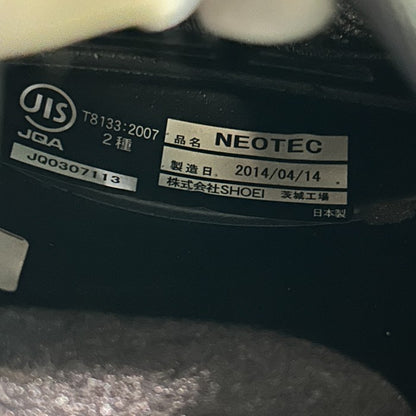 JIS
JQA
T8133:2007
2種
JQ0307113
品名 NEOTEC
製造日. 2014/04/14
株式会社SHOEI 茨城工場
日本製